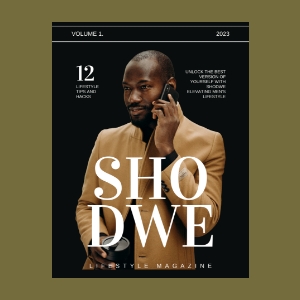 VOLUME 1.
2023
12
LIFESTYLE
TIPS AND
HACKS
UNLOCK THE BEST
VERSION OF
YOURSELF WITH
SHODWE
ELEVATING MEN'S
LIFESTYLE
SHO
DWE
LIFESTYLE MAGAZINE